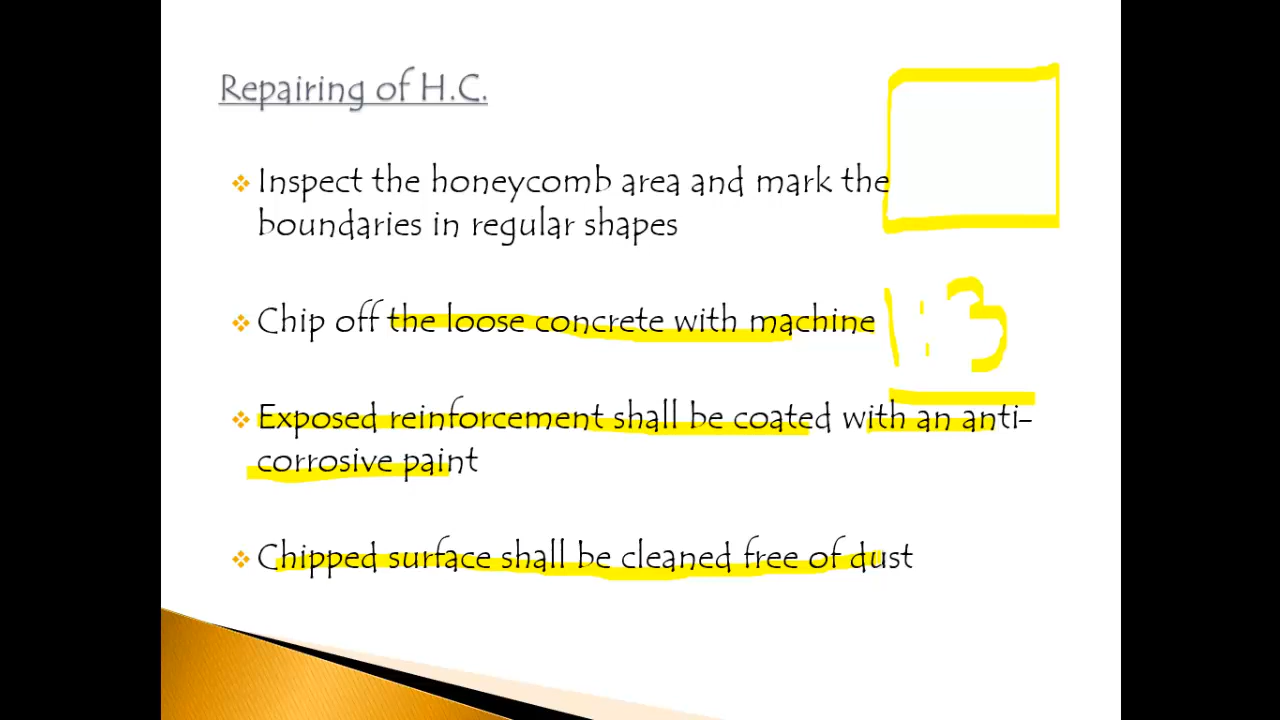 Repairing of H.C.
Inspect the honeycomb area and mark the
boundaries in regular shapes
Chip off the loose concrete with machine
1:3
Exposed reinforcement shall be coated with an anti-
corrosive paint
Chipped surface shall be cleaned free of dust